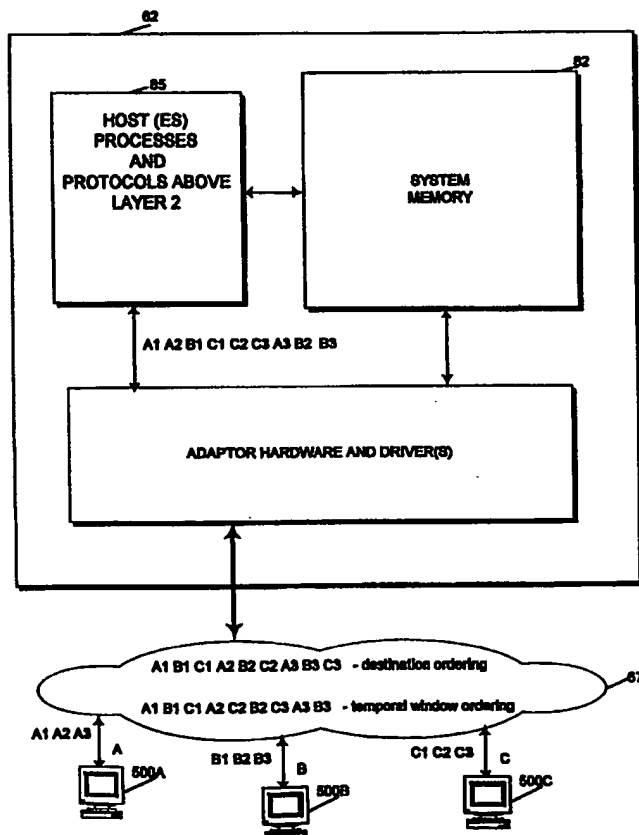 62
85
82
HOST (ES)
PROCESSES
AND
PROTOCOLS ABOVE
LAYER 2
SYSTEM
MEMORY
A1 A2 B1 C1 C2 C3 A3 B2 B3
ADAPTOR HARDWARE AND DRIVER(S)
A1 B1 C1 A2 B2 C2 A3 B3 C3 - destination ordering
67
A1 B1 C1 A2 C2 B2 C3 A3 B3 - temporal window ordering
A1 A2 A3
A
500A
B1 B2 B3
B
500B
C1 C2 C3
C
500C